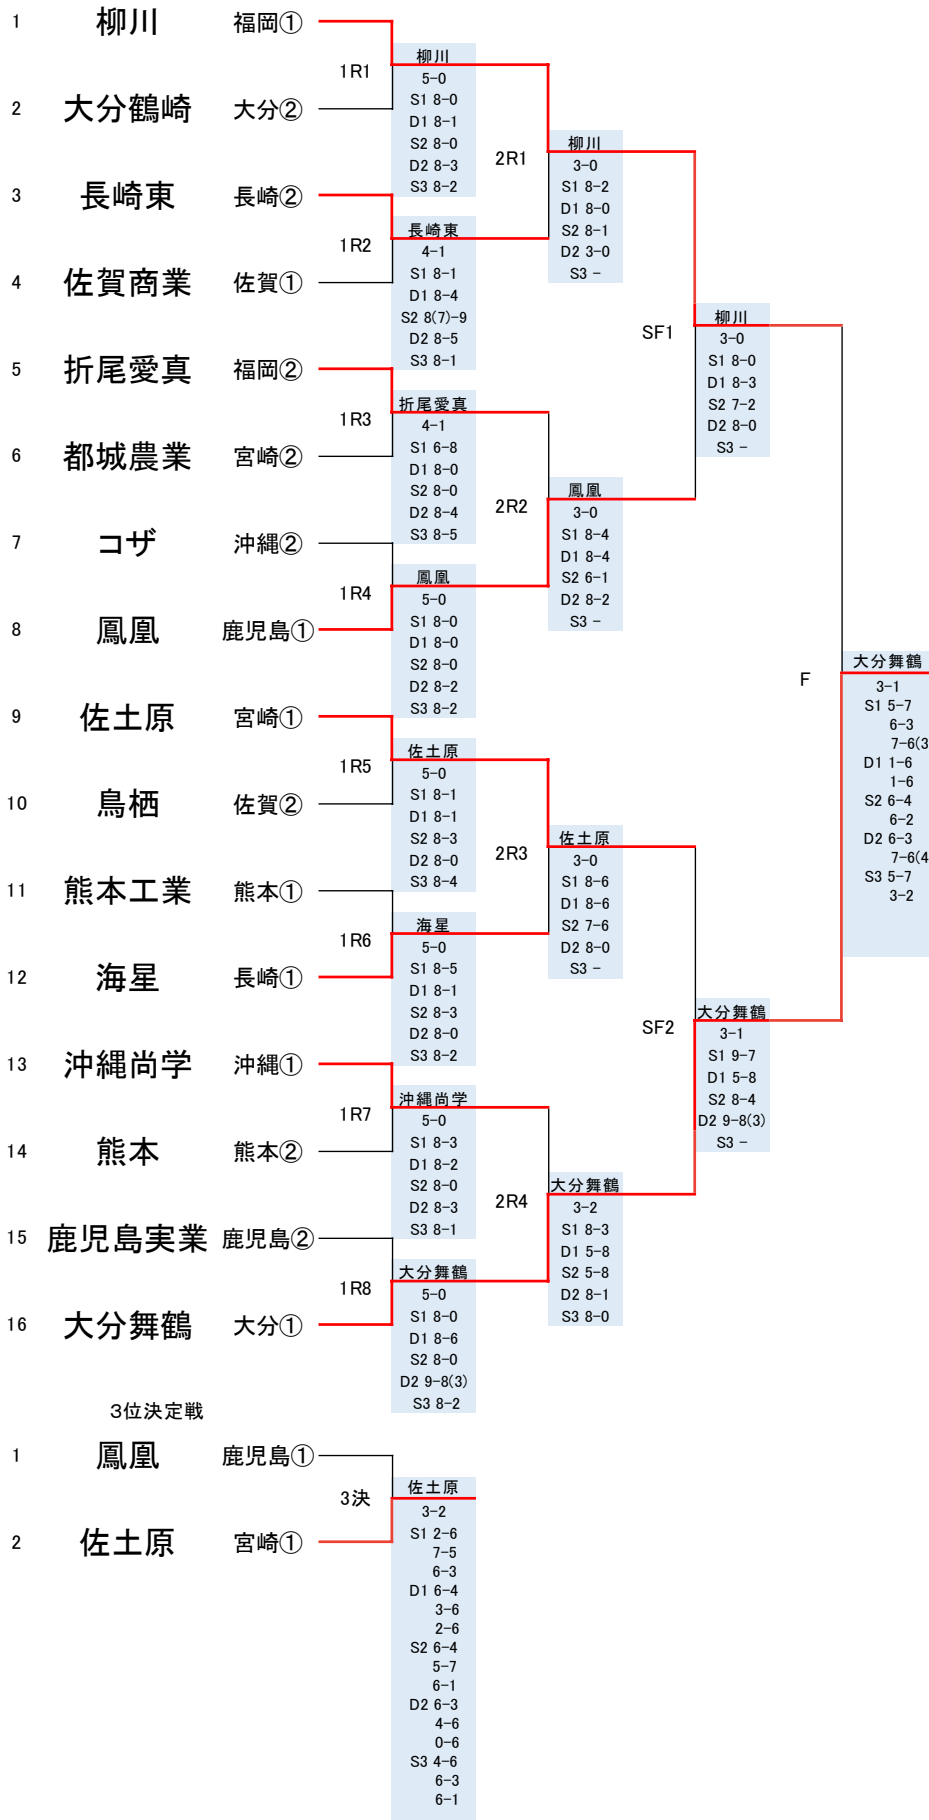 1 柳川 福岡①
1R1
柳川
5-0
S1 8-0
D1 8-1
S2 8-0
D2 8-3
S3 8-2
2 大分鶴崎 大分②
2R1
柳川
3-0
S1 8-2
D1 8-0
S2 8-1
D2 3-0
S3 -
3 長崎東 長崎②
1R2
長崎東
4-1
S1 8-1
D1 8-4
S2 8(7)-9
D2 8-5
S3 8-1
4 佐賀商業 佐賀①
SF1
柳川
3-0
S1 8-0
D1 8-3
S2 7-2
D2 8-0
S3 -
5 折尾愛真 福岡②
1R3
折尾愛真
4-1
S1 6-8
D1 8-0
S2 8-0
D2 8-4
S3 8-5
6 都城農業 宮崎②
2R2
鳳凰
3-0
S1 8-4
D1 8-4
S2 6-1
D2 8-2
S3 -
7 コザ 沖縄②
1R4
鳳凰
5-0
S1 8-0
D1 8-0
S2 8-0
D2 8-2
S3 8-2
8 鳳凰 鹿児島①
F
大分舞鶴
3-1
S1 5-7
6-3
7-6(3
D1 1-6
1-6
S2 6-4
6-2
D2 6-3
7-6(4
S3 5-7
3-2
9 佐土原 宮崎①
1R5
佐土原
5-0
S1 8-1
D1 8-1
S2 8-3
D2 8-0
S3 8-4
10 鳥栖 佐賀②
2R3
佐土原
3-0
S1 8-6
D1 8-6
S2 7-6
D2 8-0
S3 -
11 熊本工業 熊本①
1R6
海星
5-0
S1 8-5
D1 8-1
S2 8-3
D2 8-0
S3 8-2
12 海星 長崎①
SF2
大分舞鶴
3-1
S1 9-7
D1 5-8
S2 8-4
D2 9-8(3)
S3 -
13 沖縄尚学 沖縄①
1R7
沖縄尚学
5-0
S1 8-3
D1 8-2
S2 8-0
D2 8-3
S3 8-1
14 熊本 熊本②
2R4
大分舞鶴
3-2
S1 8-3
D1 5-8
S2 5-8
D2 8-1
S3 8-0
15 鹿児島実業 鹿児島②
1R8
大分舞鶴
5-0
S1 8-0
D1 8-6
S2 8-0
D2 9-8(3)
S3 8-2
16 大分舞鶴 大分①
3位決定戦
1 鳳凰 鹿児島①
3決
佐土原
3-2
S1 2-6
7-5
6-3
D1 6-4
3-6
2-6
S2 6-4
5-7
6-1
D2 6-3
4-6
0-6
S3 4-6
6-3
6-1
2 佐土原 宮崎①